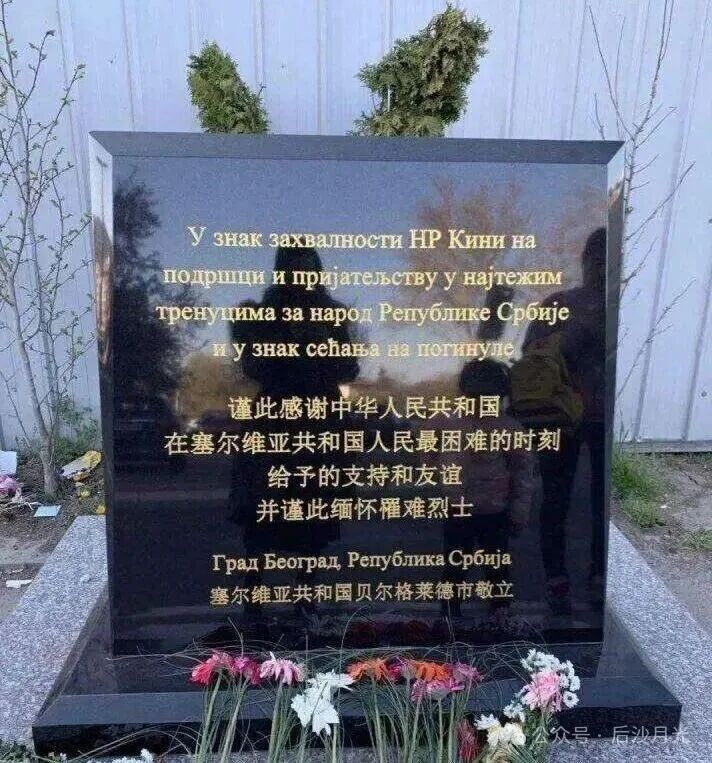 У знак захвалности НР Кини на
подршци и пријатељству у најтежим
тренуцима за народ Републике Србије
и у знак сећања на погинуле
谨此感谢中华人民共和国
在塞尔维亚共和国人民最困难的时刻
给予的支持和友谊
并谨此缅怀罹难烈士
Град Београд, Република Србија
塞尔维亚共和国贝尔格莱德市敬立
公众号 · 后沙月光